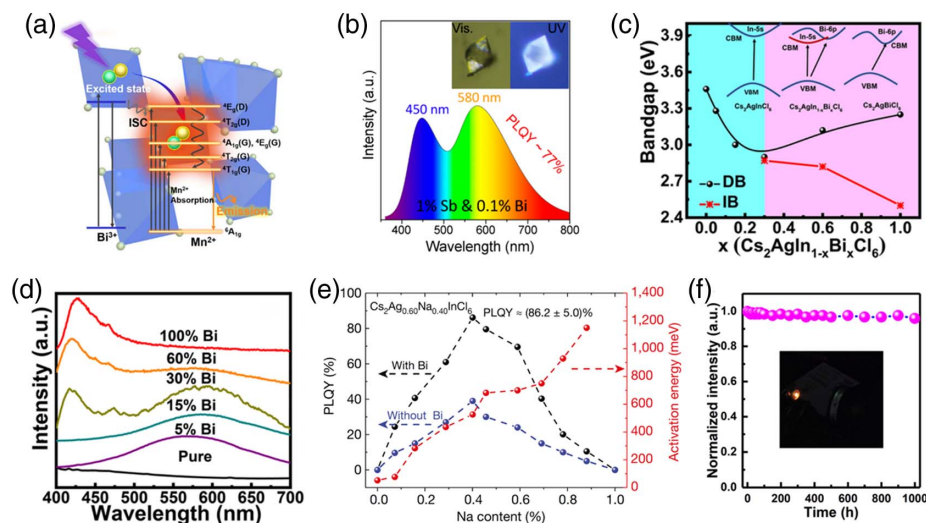 (a)
Excited state
ISC
⁴Eg(D)
⁴T2g(D)
⁴A1g(G), ⁴Eg(G)
⁴T2g(G)
⁴T1g(G)
Mn²⁺
Absorption
Emission
Bi³⁺
Mn²⁺
⁶A1g
(b)
Intensity (a.u.)
Vis.
UV
450 nm
580 nm
PLQY ~ 77%
1% Sb & 0.1% Bi
400 500 600 700 800
Wavelength (nm)
(c)
Bandgap (eV)
3.9
3.6
3.3
3.0
2.7
2.4
CBM
In-5s
In-5s
Bi-6p
CBM
Bi-6p
CBM
VBM
VBM
VBM
Cs2AgInCl6
Cs2AgIn1-xBixCl6
Cs2AgBiCl6
DB
IB
0.0 0.2 0.4 0.6 0.8 1.0
x (Cs2AgIn1-xBixCl6)
(d)
Intensity (a.u.)
100% Bi
60% Bi
30% Bi
15% Bi
5% Bi
Pure
400 450 500 550 600 650 700
Wavelength (nm)
(e)
PLQY (%)
100
80
60
40
20
0
Cs2Ag0.60Na0.40InCl6
PLQY ≈ (86.2 ± 5.0)%
With Bi
Without Bi
1,400
1,200
1,000
800
600
400
200
0
Activation energy (meV)
0.0 0.2 0.4 0.6 0.8 1.0
Na content (%)
(f)
Normalized intensity (a.u.)
1.0
0.8
0.6
0.4
0.2
0.0
0 200 400 600 800 1000
Time (h)